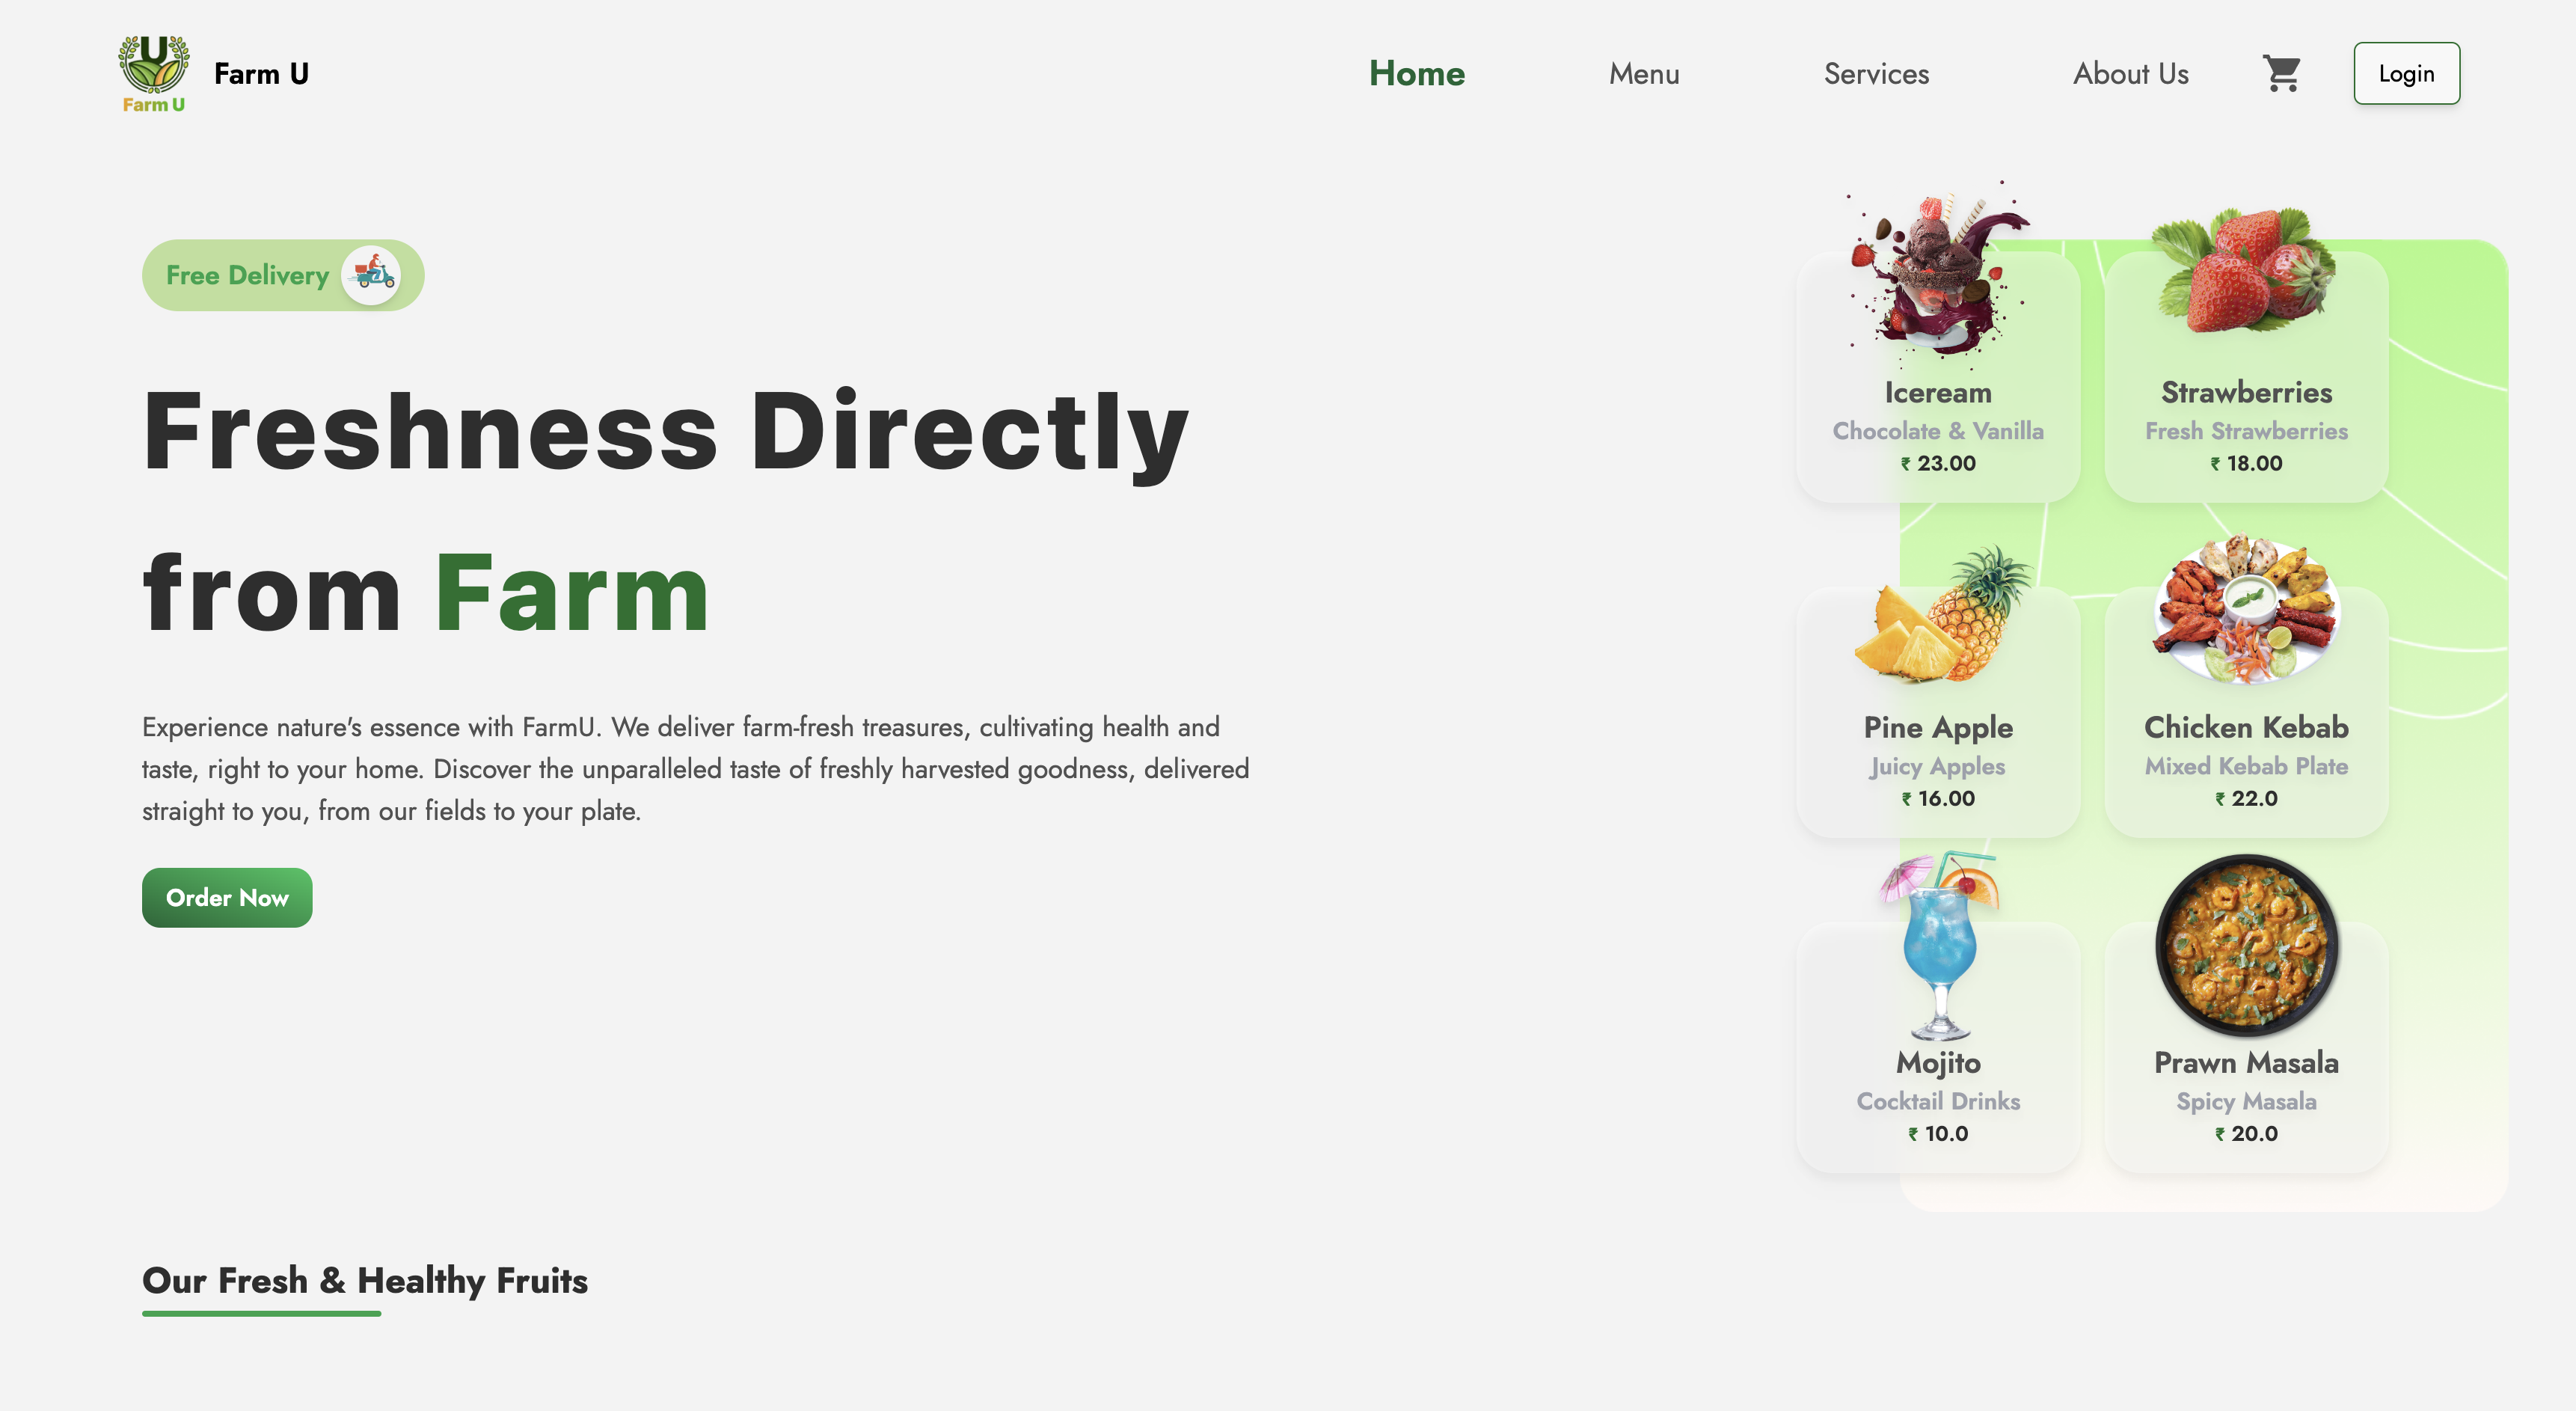 U
Farm U
Farm U
Home
Menu
Services
About Us
Login
Free Delivery
Freshness Directly
from Farm
Experience nature's essence with FarmU. We deliver farm-fresh treasures, cultivating health and
taste, right to your home. Discover the unparalleled taste of freshly harvested goodness, delivered
straight to you, from our fields to your plate.
Order Now
Iceream
Chocolate & Vanilla
₹ 23.00
Strawberries
Fresh Strawberries
₹ 18.00
Pine Apple
Juicy Apples
₹ 16.00
Chicken Kebab
Mixed Kebab Plate
₹ 22.0
Mojito
Cocktail Drinks
₹ 10.0
Prawn Masala
Spicy Masala
₹ 20.0
Our Fresh & Healthy Fruits